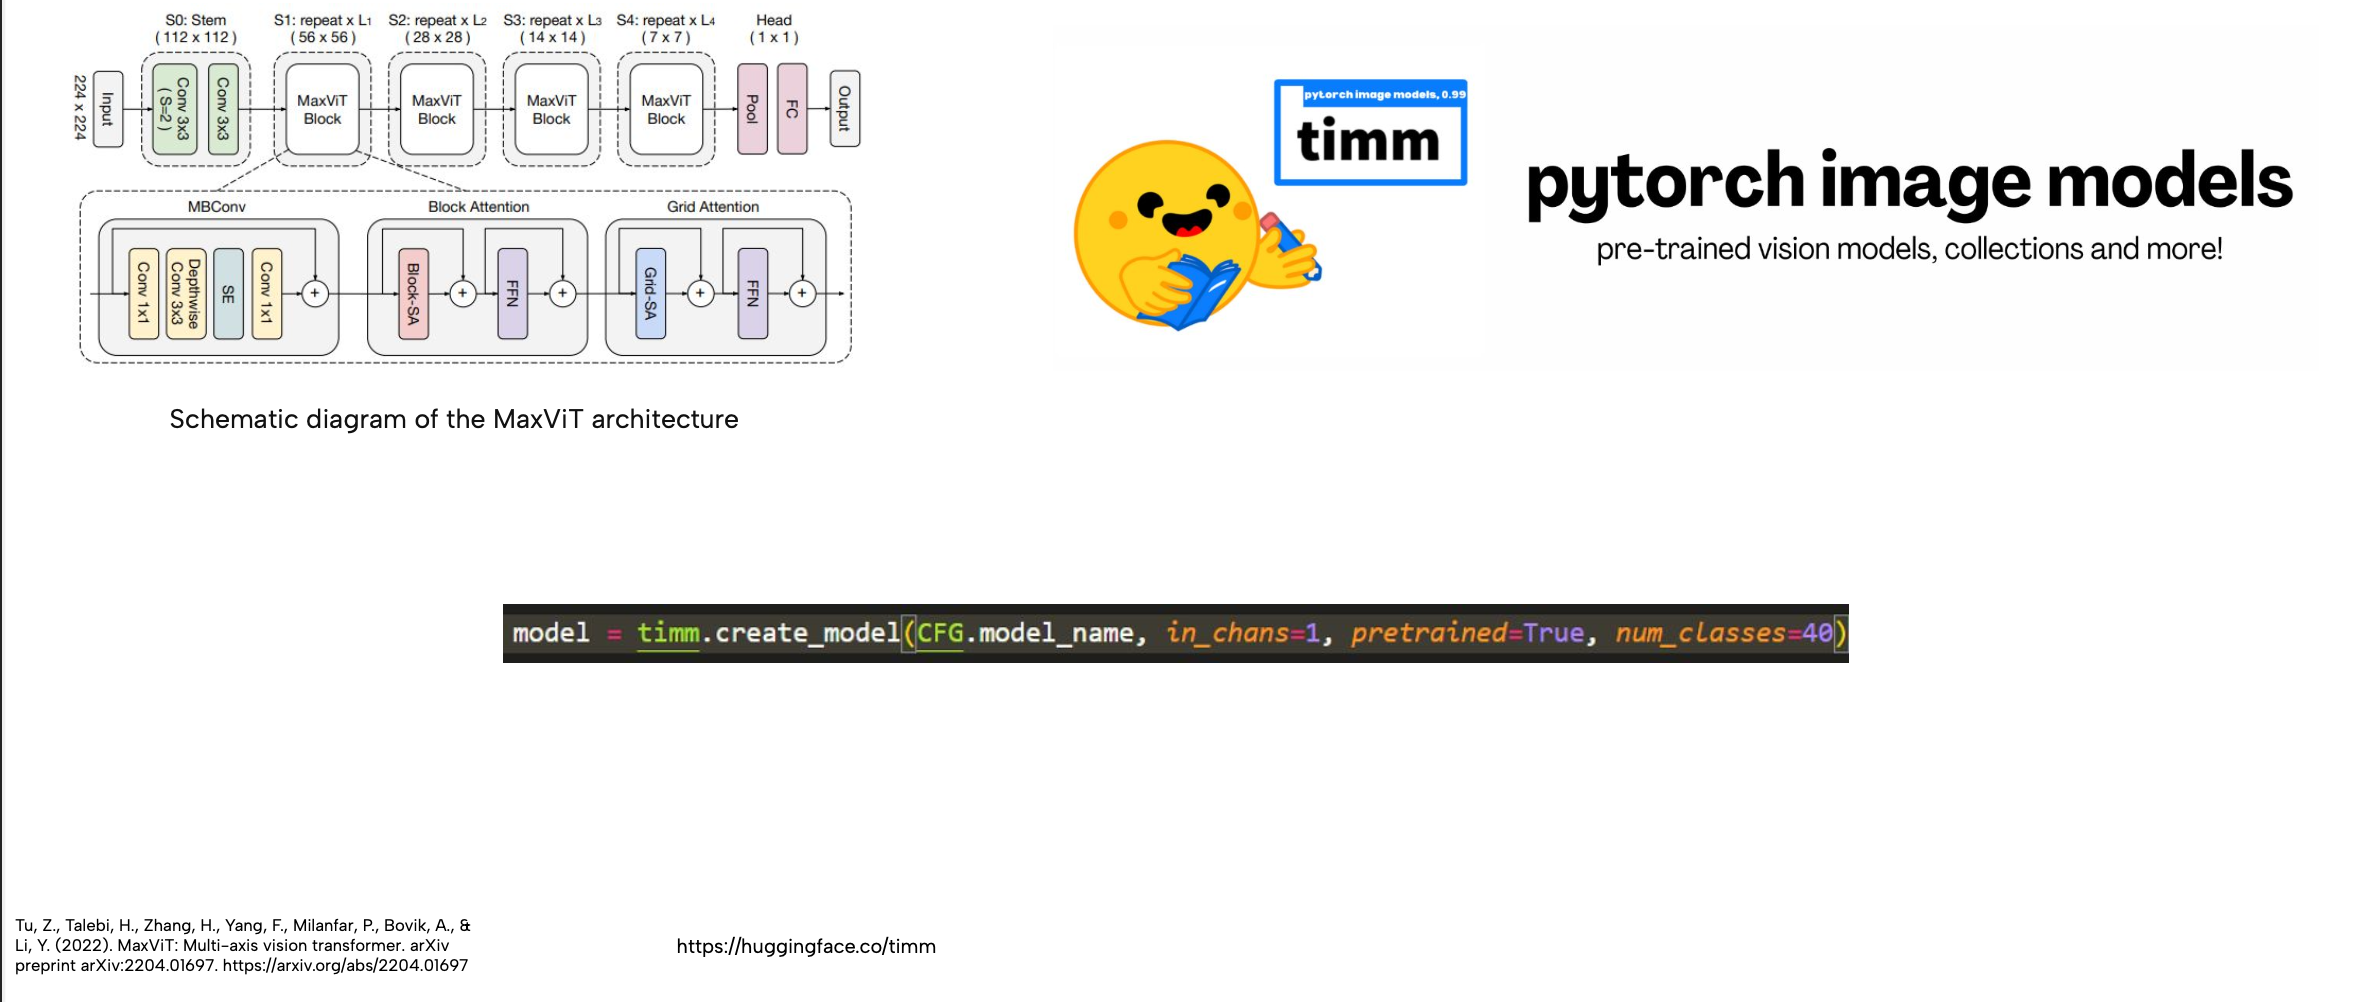 S0: Stem
( 112 x 112 )
S1: repeat x L1
( 56 x 56 )
S2: repeat x L2
( 28 x 28 )
S3: repeat x L3
( 14 x 14 )
S4: repeat x L4
( 7 x 7 )
Head
( 1 x 1 )
224 x 224
Input
Conv 3x3
( S=2 )
Conv 3x3
MaxViT
Block
MaxViT
Block
MaxViT
Block
MaxViT
Block
Pool
FC
Output
MBConv
Block Attention
Grid Attention
Conv 1x1
Depthwise
Conv 3x3
SE
Conv 1x1
+
Block-SA
+
FFN
+
Grid-SA
+
FFN
+
Schematic diagram of the MaxViT architecture
pytorch image models, 0.99
timm
pytorch image models
pre-trained vision models, collections and more!
model = timm.create_model(CFG.model_name, in_chans=1, pretrained=True, num_classes=40)
Tu, Z., Talebi, H., Zhang, H., Yang, F., Milanfar, P., Bovik, A., &
Li, Y. (2022). MaxViT: Multi-axis vision transformer. arXiv
preprint arXiv:2204.01697. https://arxiv.org/abs/2204.01697
https://huggingface.co/timm